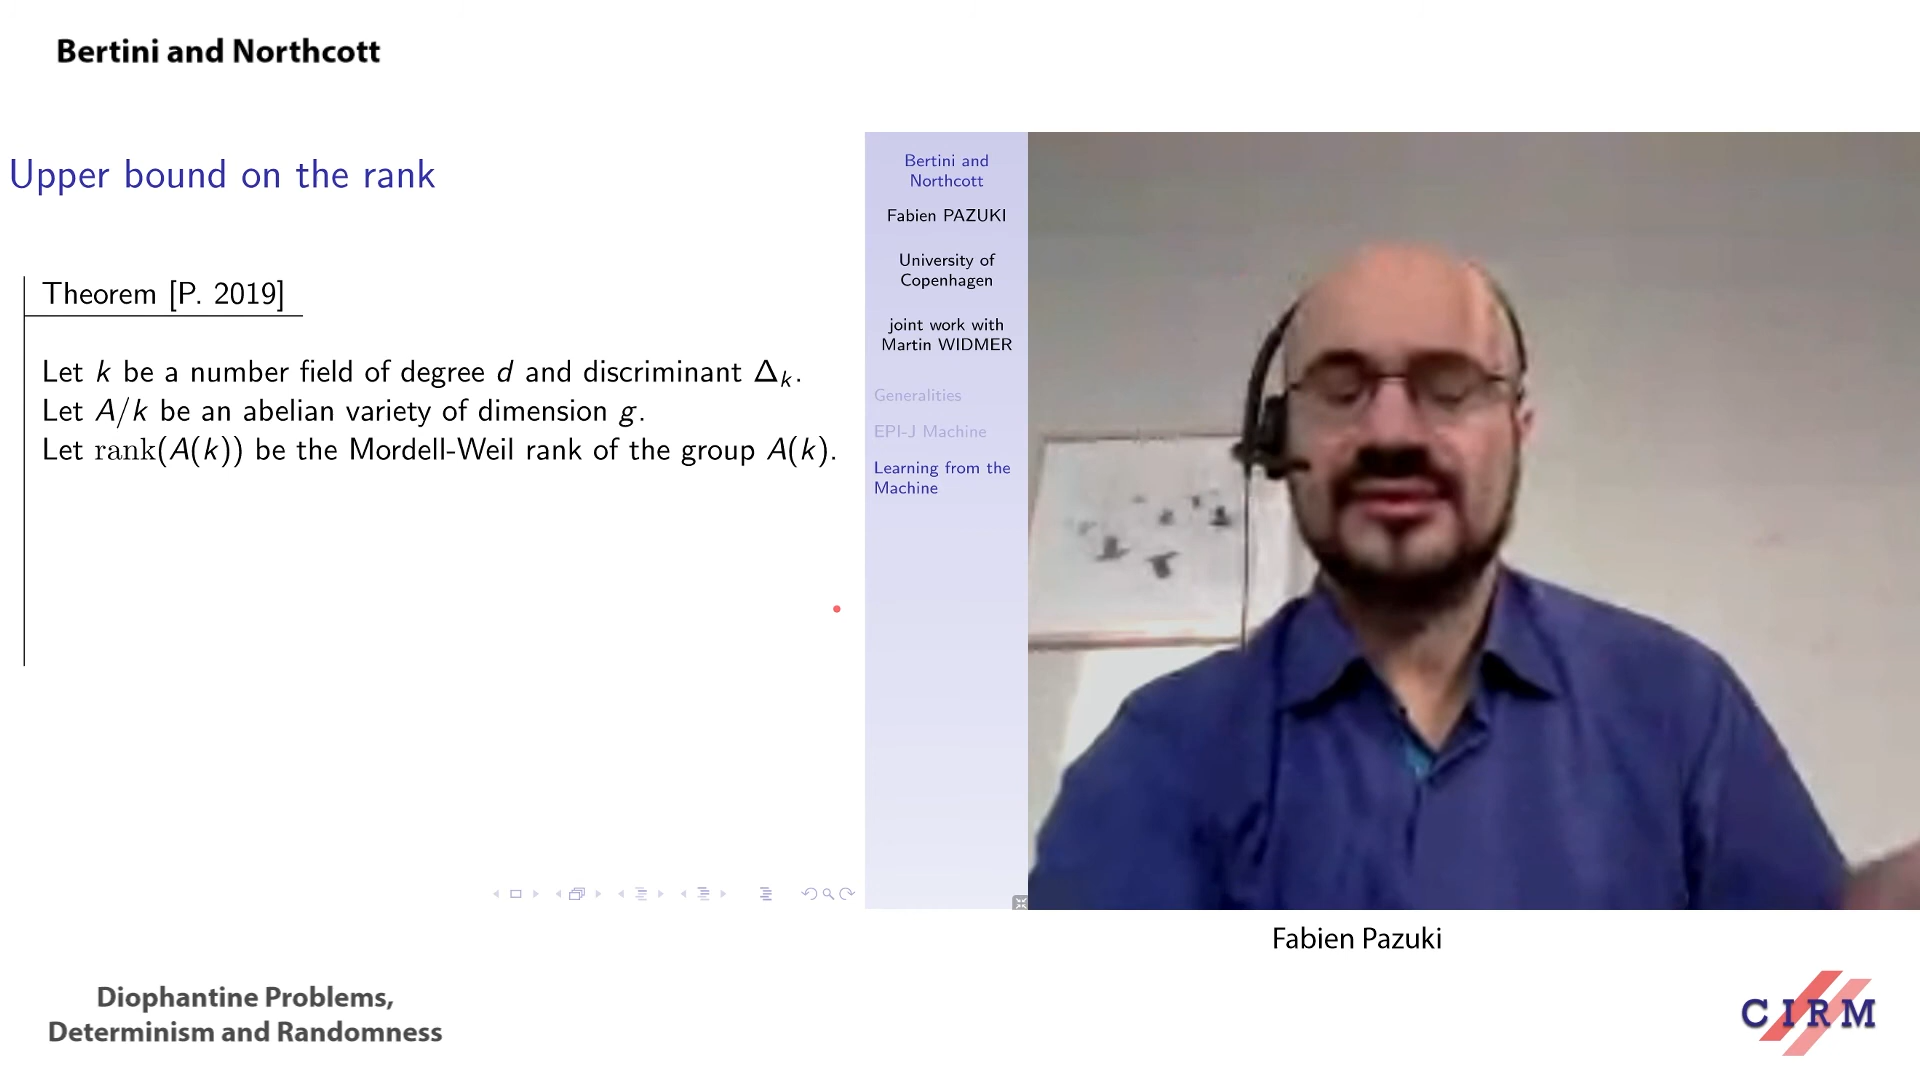 Bertini and Northcott
Upper bound on the rank
Theorem [P. 2019]
Let k be a number field of degree d and discriminant Δₖ.
Let A/k be an abelian variety of dimension g.
Let rank(A(k)) be the Mordell-Weil rank of the group A(k).
Bertini and
Northcott
Fabien PAZUKI
University of
Copenhagen
joint work with
Martin WIDMER
Generalities
EPI-J Machine
Learning from the
Machine
Fabien Pazuki
Diophantine Problems,
Determinism and Randomness
CIRM